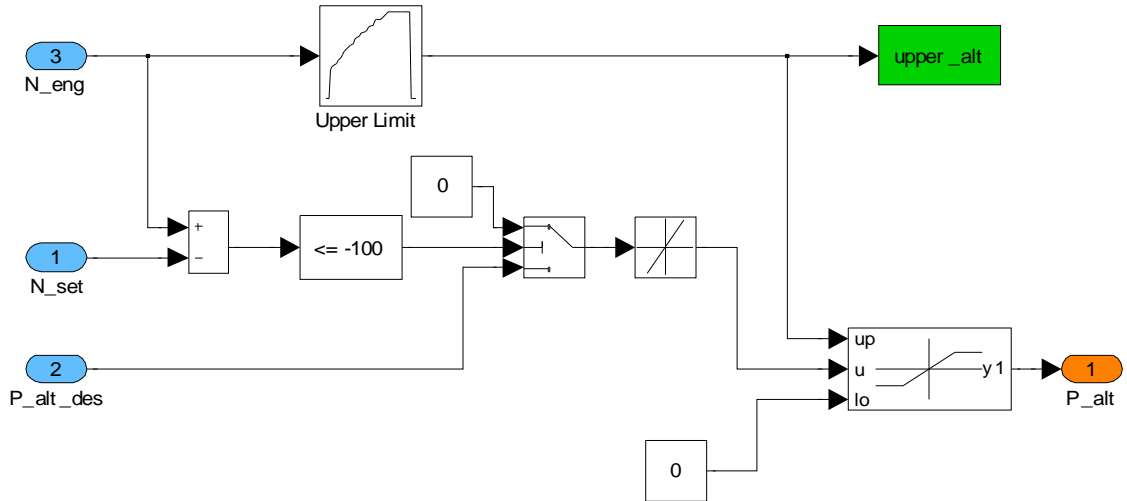 3
N_eng
Upper Limit
upper _alt
0
+
−
<= -100
1
N_set
2
P_alt _des
up
u
lo
y1
1
P_alt
0